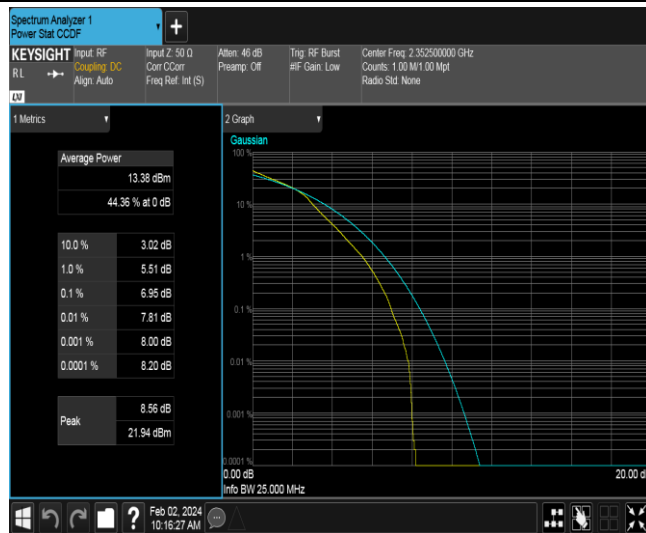 Spectrum Analyzer 1
Power Stat CCDF
KEYSIGHT
RL
Input: RF
Coupling: DC
Align: Auto
Input Z: 50 Ω
Corr CCorr
Freq Ref: Int (S)
Atten: 46 dB
Preamp: Off
Trig: RF Burst
#IF Gain: Low
Center Freq: 2.352500000 GHz
Counts: 1.00 M/1.00 Mpt
Radio Std: None
1 Metrics
Average Power
13.38 dBm
44.36 % at 0 dB
10.0 % 3.02 dB
1.0 % 5.51 dB
0.1 % 6.95 dB
0.01 % 7.81 dB
0.001 % 8.00 dB
0.0001 % 8.20 dB
Peak
8.56 dB
21.94 dBm
2 Graph
Gaussian
100 %
10 %
1 %
0.1 %
0.01 %
0.001 %
0.0001 %
0.00 dB
20.00 d
Info BW 25.000 MHz
Feb 02, 2024
10:16:27 AM